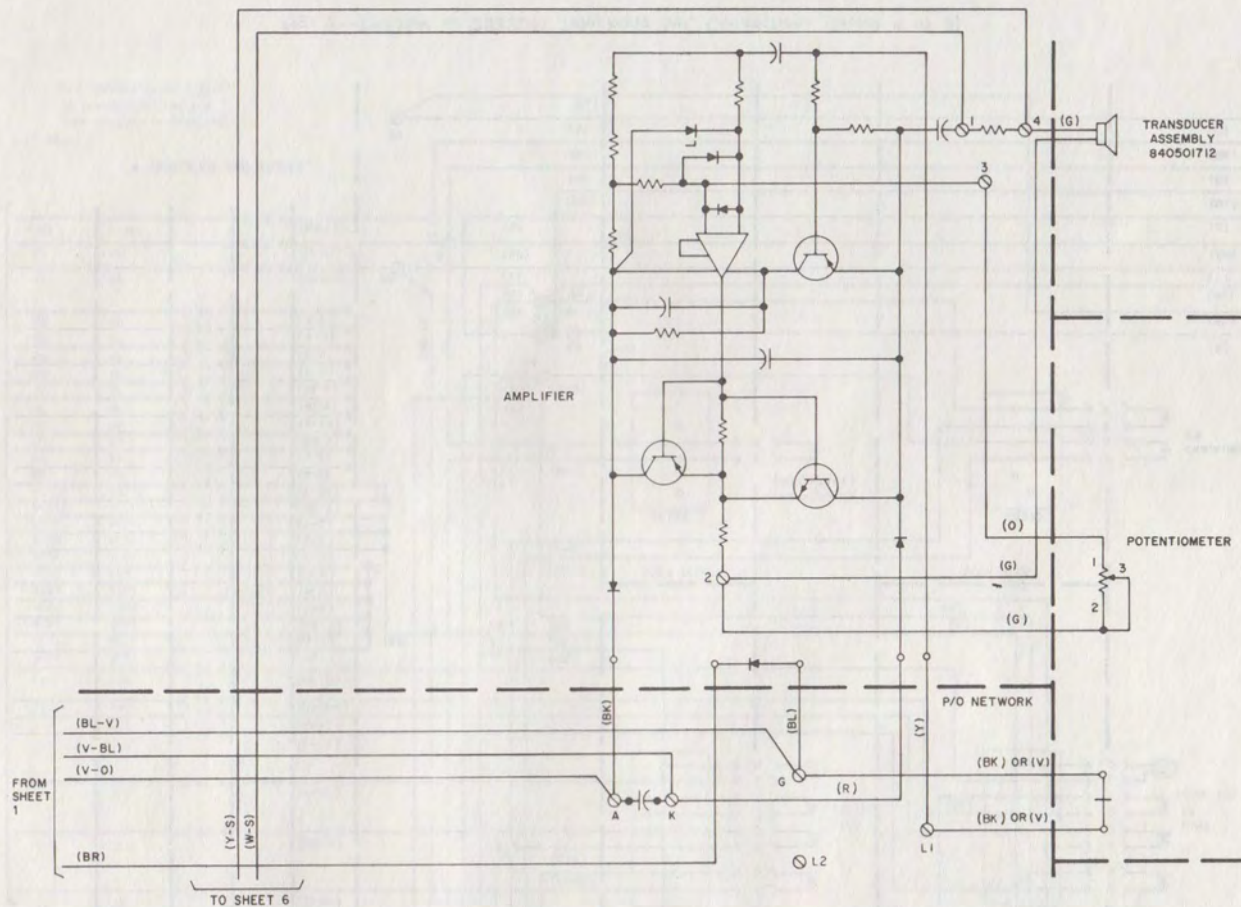 1
4
(G)
TRANSDUCER
ASSEMBLY
840501712
3
AMPLIFIER
(O)
POTENTIOMETER
1
3
(G)
2
2
(G)
P/O NETWORK
(BK)
(BL)
(Y)
(BL-V)
(V-BL)
(V-O)
FROM
SHEET
1
(BK) OR (V)
G
(R)
A
K
(BK) OR (V)
L1
(Y-S)
(W-S)
(BR)
L2
TO SHEET 6